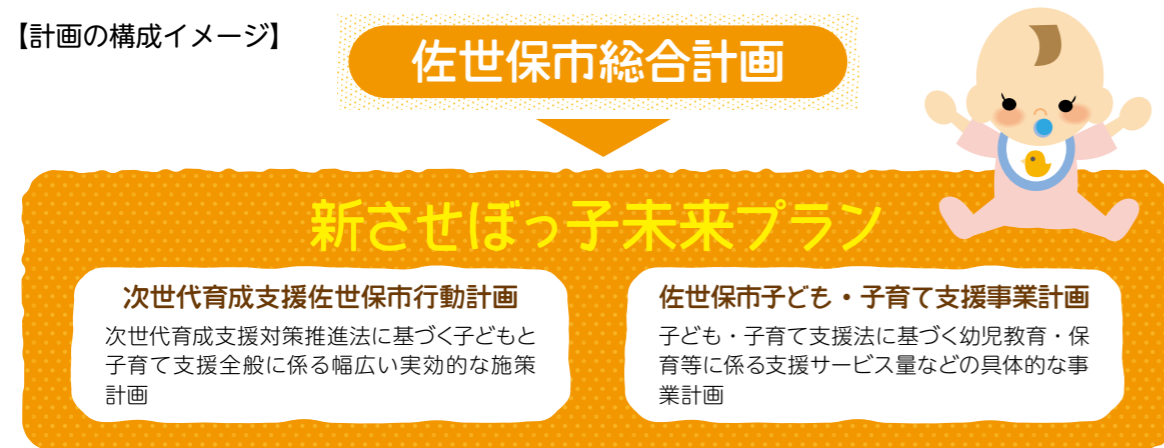 【計画の構成イメージ】
佐世保市総合計画
新させぼっ子未来プラン
次世代育成支援佐世保市行動計画
次世代育成支援対策推進法に基づく子どもと
子育て支援全般に係る幅広い実効的な施策
計画
佐世保市子ども・子育て支援事業計画
子ども・子育て支援法に基づく幼児教育・保
育等に係る支援サービス量などの具体的な事
業計画